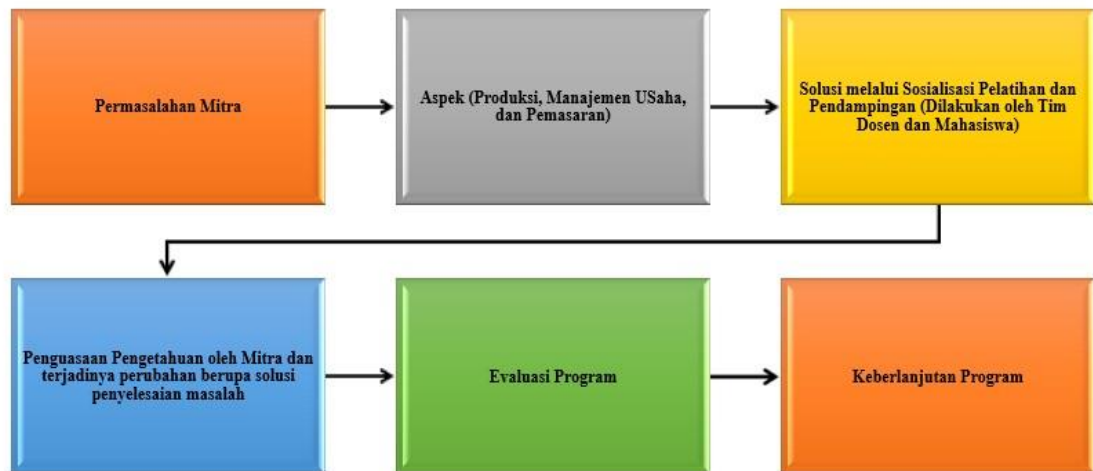 Permasalahan Mitra
Aspek (Produksi, Manajemen USaha,
dan Pemasaran)
Solusi melalui Sosialisasi Pelatihan dan
Pendampingan (Dilakukan oleh Tim
Dosen dan Mahasiswa)
Penguasaan Pengetahuan oleh Mitra dan
terjadinya perubahan berupa solusi
penyelesaian masalah
Evaluasi Program
Keberlanjutan Program